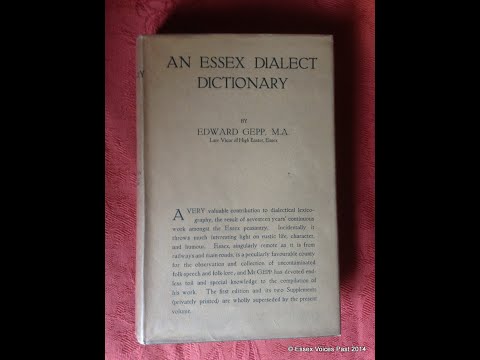 AN ESSEX DIALECT
DICTIONARY
BY
EDWARD GEPP, M.A.
Late Vicar of High Easter, Essex
A VERY valuable contribution to dialectical lexico-
graphy, the result of seventeen years' continuous
work amongst the Essex peasantry. Incidentally is
thrown much interesting light on rustic life, character,
and humour. Essex, singularly remote as it is from
railways and main roads, is a peculiarly favourable county
for the observation and collection of uncontaminated
folk-speech and folk-lore, and Mr. GEPP has devoted end-
less toil and special knowledge to the compilation of
his work. The first edition and its two Supplements
(privately printed) are wholly superseded by the present
volume.
© Essex Voices Past 2014